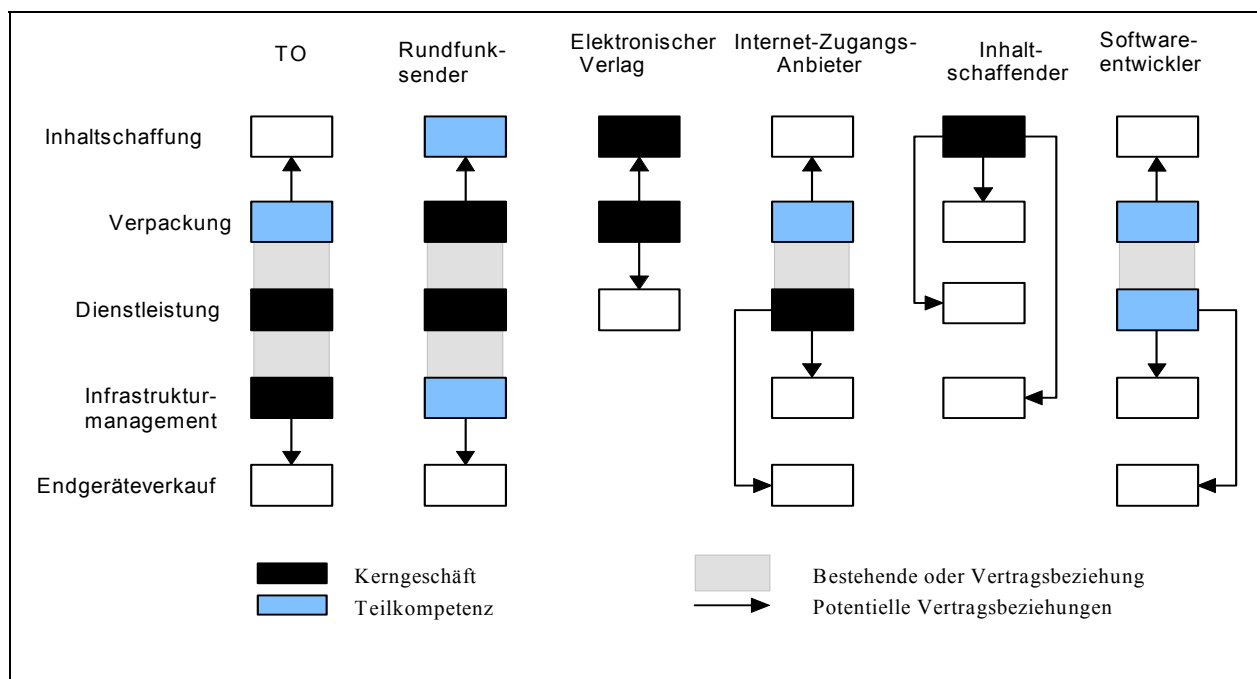 TO
Rundfunk-
sender
Elektronischer
Verlag
Internet-Zugangs-
Anbieter
Inhalt-
schaffender
Software-
entwickler
Inhaltschaffung
Verpackung
Dienstleistung
Infrastruktur-
management
Endgeräteverkauf
Kerngeschäft
Teilkompetenz
Bestehende oder Vertragsbeziehung
Potentielle Vertragsbeziehungen